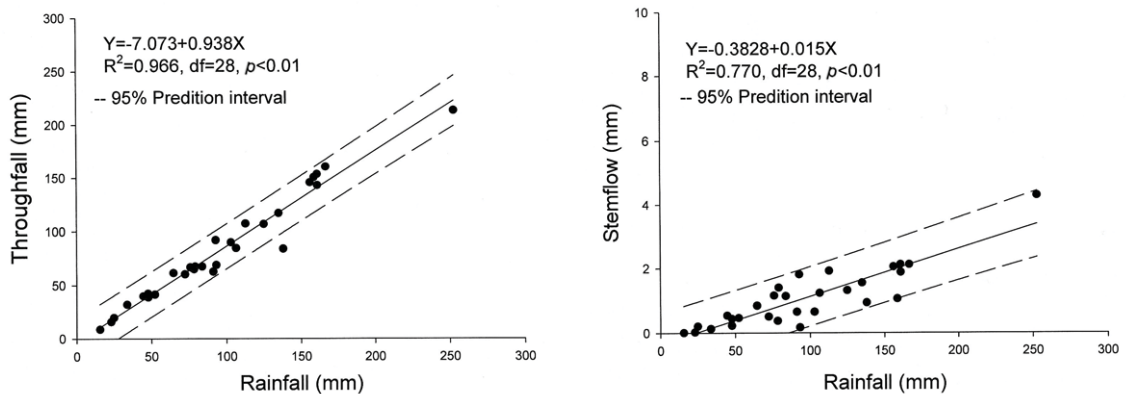 300
250
200
150
100
50
0
Throughfall (mm)
Y=-7.073+0.938X
R²=0.966, df=28, p<0.01
-- 95% Predition interval
0 50 100 150 200 250 300
Rainfall (mm)
10
8
6
4
2
0
Stemflow (mm)
Y=-0.3828+0.015X
R²=0.770, df=28, p<0.01
-- 95% Predition interval
0 50 100 150 200 250 300
Rainfall (mm)